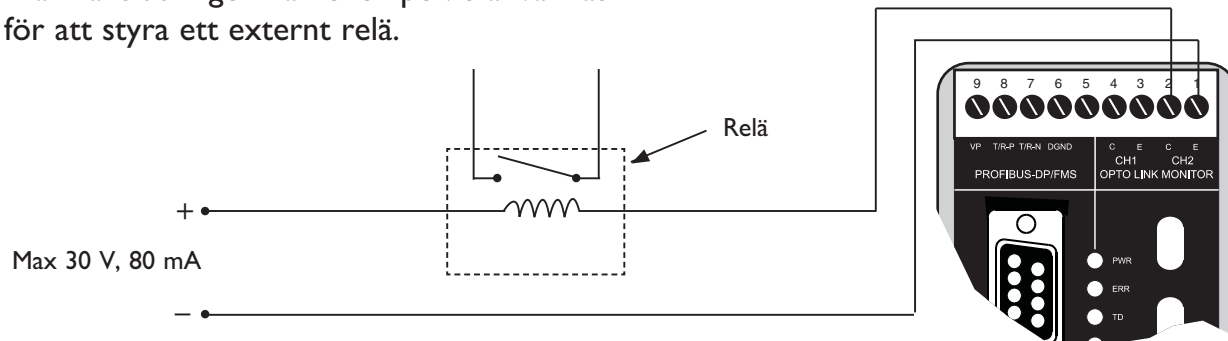 för att styra ett externt relä.
Relä
+
Max 30 V, 80 mA
–
9 8 7 6 5 4 3 2 1
VP T/R-P T/R-N DGND C E C E
CH1 CH2
PROFIBUS-DP/FMS OPTO LINK MONITOR
PWR
ERR
TD